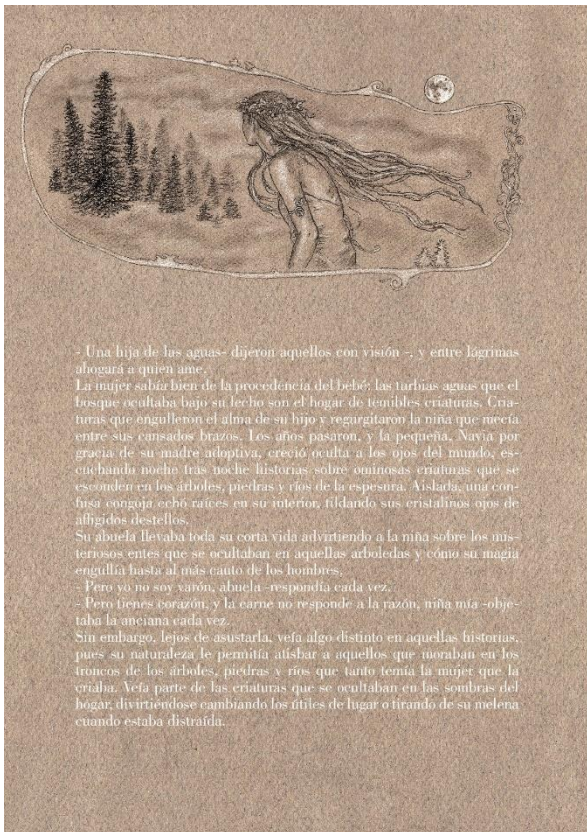 - Una hija de las aguas- dijeron aquellos con visión -, y entre lágrimas
ahogará a quien ame.
La mujer sabía bien de la procedencia del bebé: las turbias aguas que el
bosque ocultaba bajo su lecho son el hogar de temibles criaturas. Cria-
turas que engulleron el alma de su hijo y regurgitaron la niña que mecía
entre sus cansados brazos. Los años pasaron, y la pequeña, Navia por
gracia de su madre adoptiva, creció oculta a los ojos del mundo, es-
cuchando noche tras noche historias sobre ominosas criaturas que se
esconden en los árboles, piedras y ríos de la espesura. Aislada, una con-
fusa congoja echó raíces en su interior, tildando sus cristalinos ojos de
afligidos destellos.
Su abuela llevaba toda su corta vida advirtiendo a la niña sobre los mis-
teriosos entes que se ocultaban en aquellas arboledas y cómo su magia
engullía hasta al más cauto de los hombres.
- Pero yo no soy varón, abuela -respondía cada vez.
- Pero tienes corazón, y la carne no responde a la razón, niña mía -obje-
taba la anciana cada vez.
Sin embargo, lejos de asustarla, veía algo distinto en aquellas historias,
pues su naturaleza le permitía atisbar a aquellos que moraban en los
troncos de los árboles, piedras y ríos que tanto temía la mujer que la
criaba. Veía parte de las criaturas que se ocultaban en las sombras del
hogar, divirtiéndose cambiando los útiles de lugar o tirando de su melena
cuando estaba distraída.